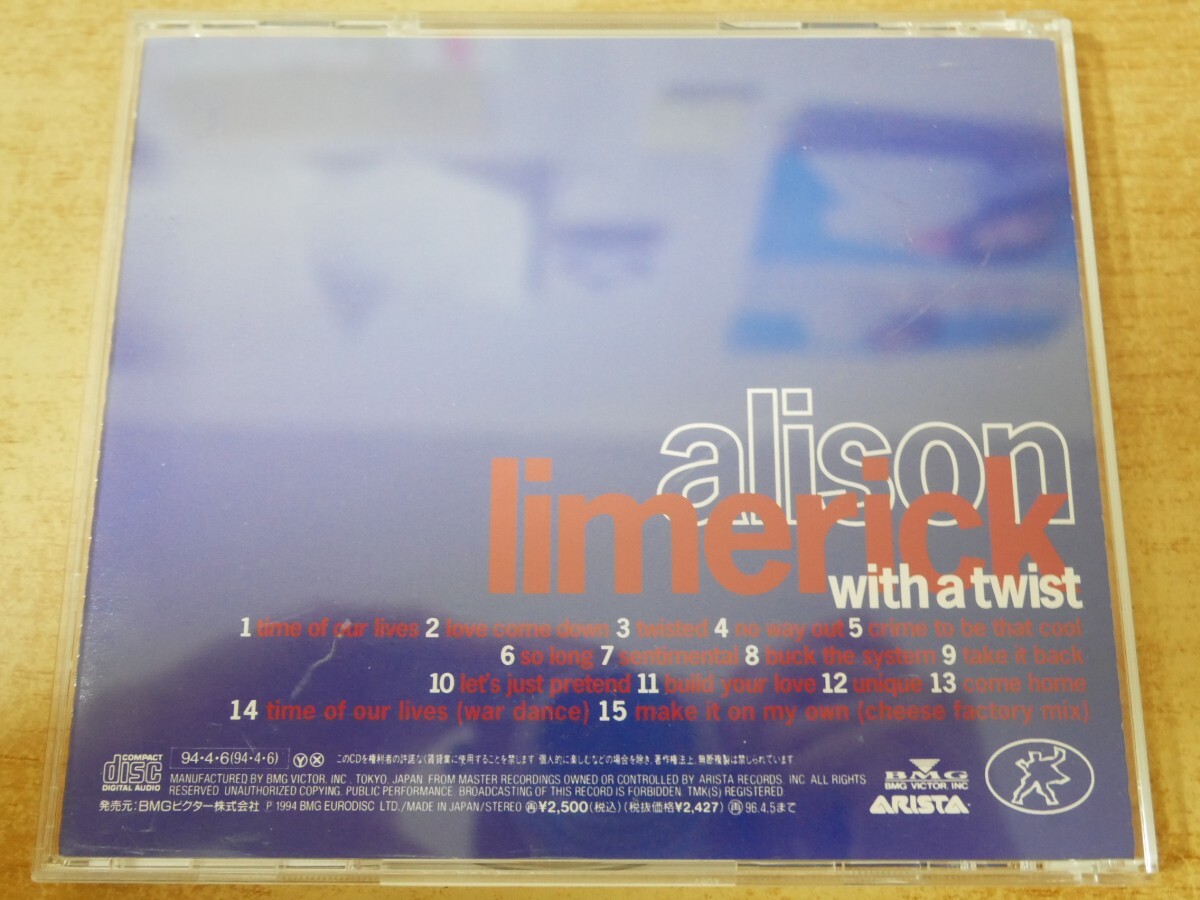 alison
limerick
with a twist
1 time of our lives 2 love come down 3 twisted 4 no way out 5 crime to be that cool
6 so long 7 sentimental 8 buck the system 9 take it back
10 let's just pretend 11 build your love 12 unique 13 come home
14 time of our lives (war dance) 15 make it on my own (cheese factory mix)
COMPACT disc DIGITAL AUDIO
94・4・6(94・4・6) Ⓨ Ⓧ このCDを権利者の許諾なく賃貸業に使用することを禁じます 個人的に楽しむなどの場合を除き、著作権法上、無断複製は禁じられています
MANUFACTURED BY BMG VICTOR. INC., TOKYO, JAPAN FROM MASTER RECORDINGS OWNED OR CONTROLLED BY ARISTA RECORDS, INC. ALL RIGHTS
RESERVED. UNAUTHORIZED COPYING. PUBLIC PERFORMANCE. BROADCASTING OF THIS RECORD IS FORBIDDEN. TMK(S) REGISTERED
発売元:BMGビクター株式会社 Ⓟ 1994 BMG EURODISC LTD./MADE IN JAPAN/STEREO Ⓡ¥2,500(税込)(税抜価格¥2,427) Ⓡ96.4.5まで
BMG
BMG VICTOR, INC
ARISTA